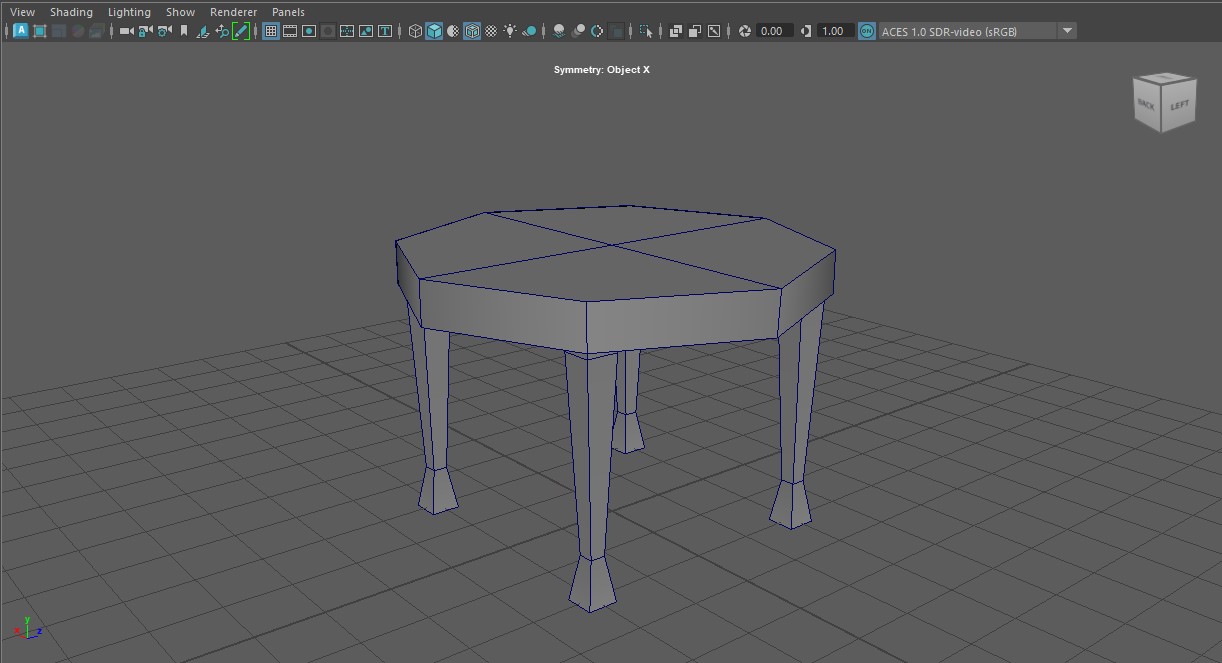 View Shading Lighting Show Renderer Panels
A T 0.00 1.00 ON ACES 1.0 SDR-video (sRGB)
Symmetry: Object X
BACK LEFT
y
x z